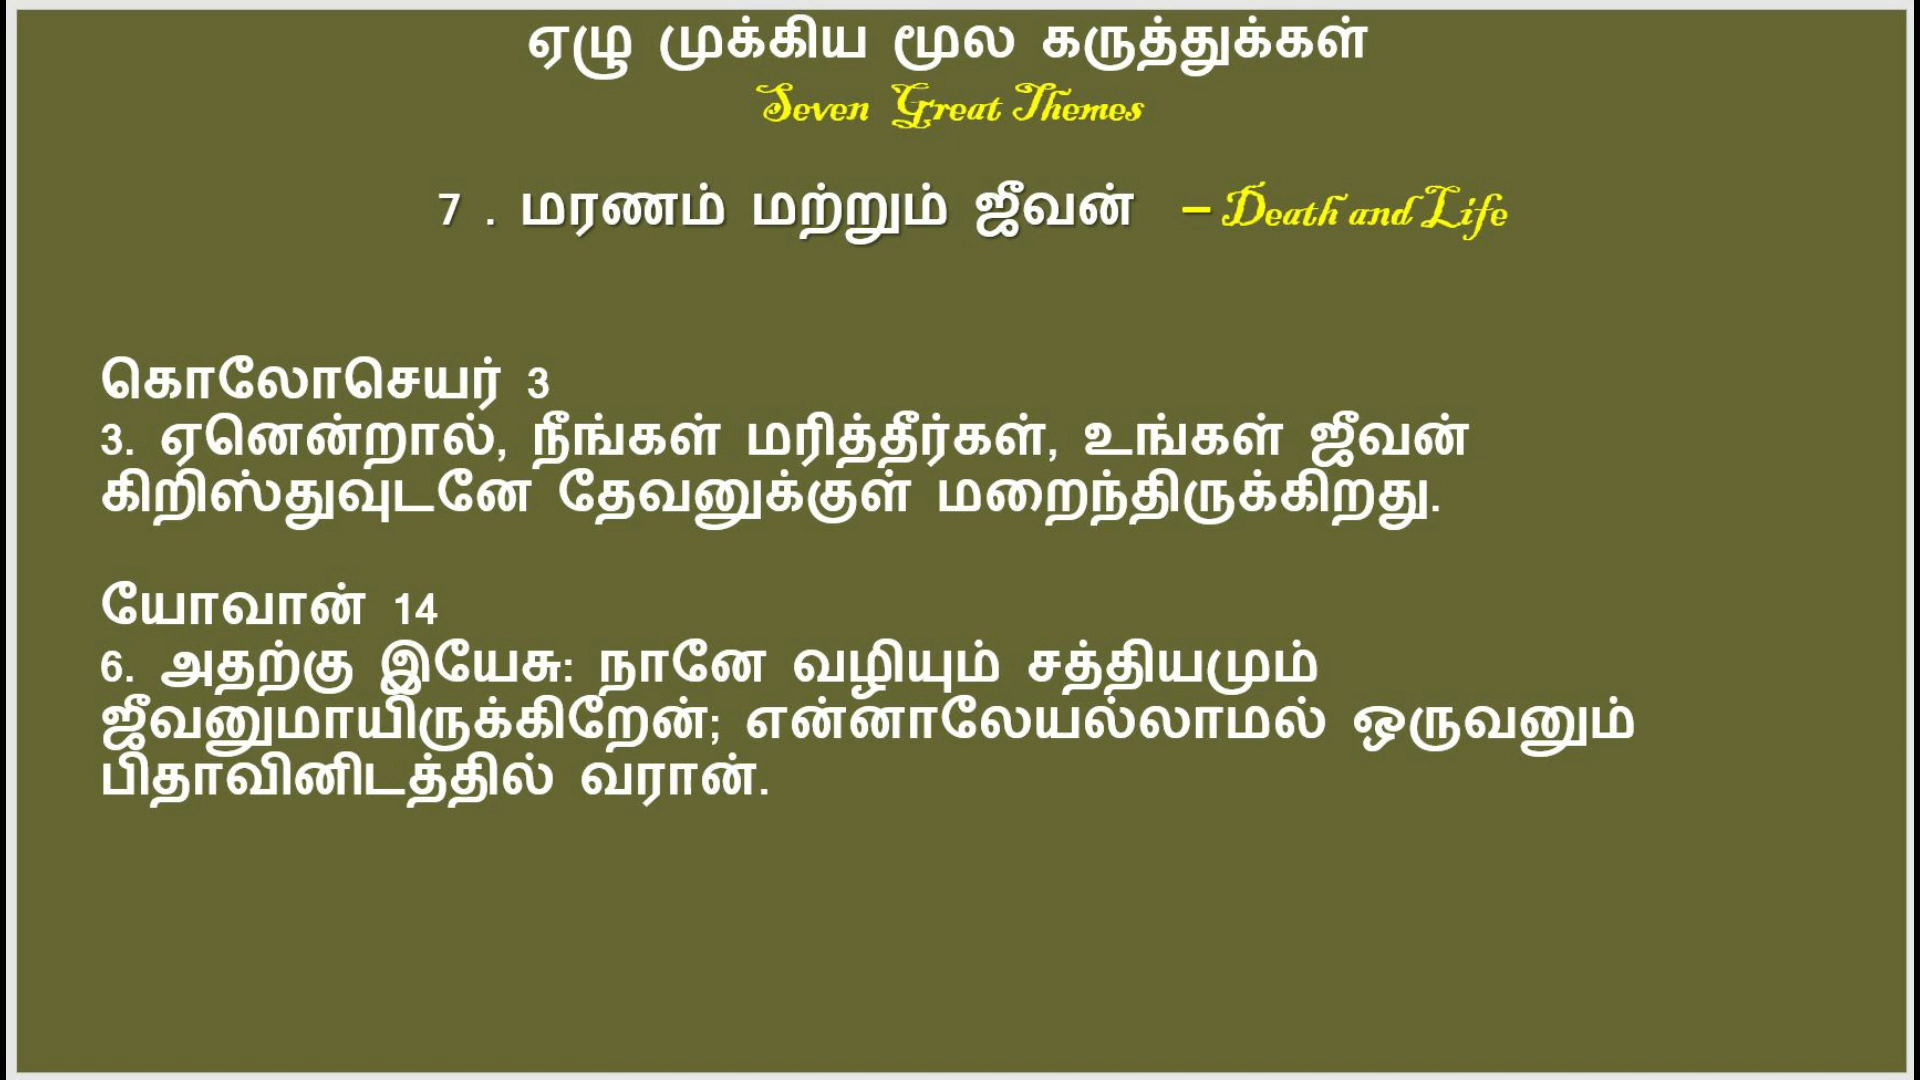 ஏழு முக்கிய மூல கருத்துக்கள்
Seven Great Themes
7 . மரணம் மற்றும் ஜீவன் – Death and Life
கொலோசெயர் 3
3. ஏனென்றால், நீங்கள் மரித்தீர்கள், உங்கள் ஜீவன்
கிறிஸ்துவுடனே தேவனுக்குள் மறைந்திருக்கிறது.
யோவான் 14
6. அதற்கு இயேசு: நானே வழியும் சத்தியமும்
ஜீவனுமாயிருக்கிறேன்; என்னாலேயல்லாமல் ஒருவனும்
பிதாவினிடத்தில் வரான்.